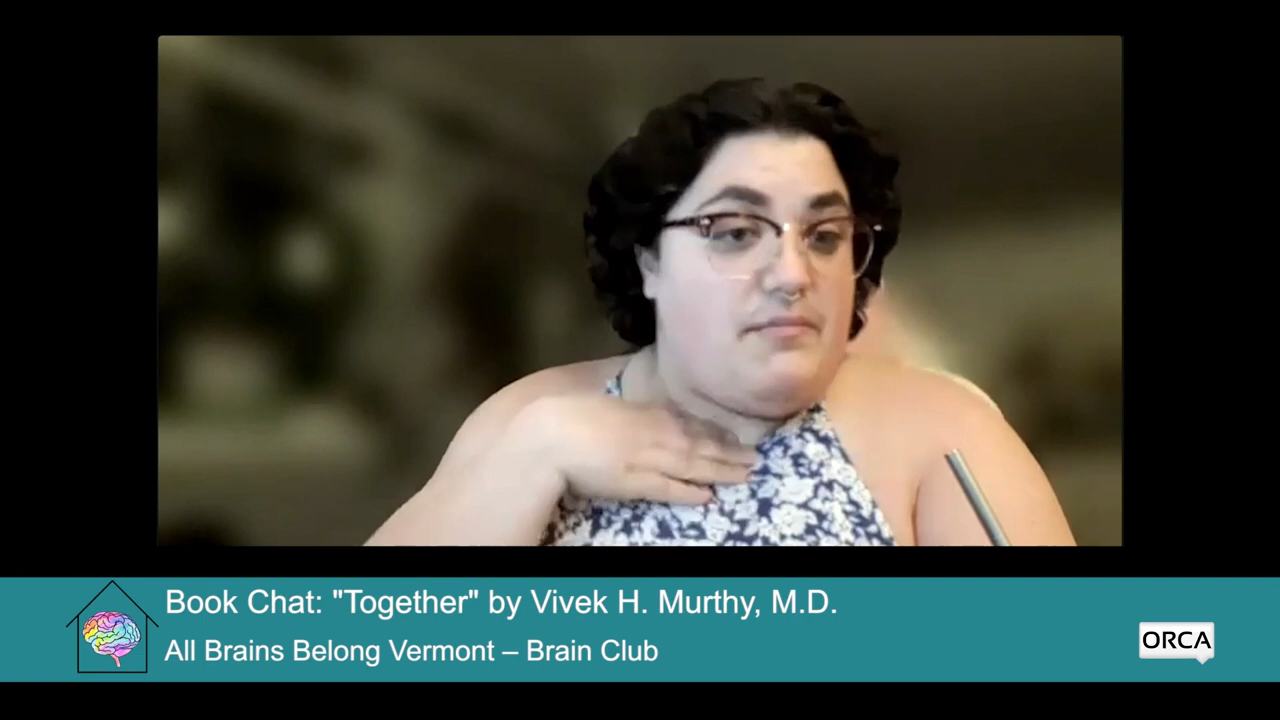 Book Chat: "Together" by Vivek H. Murthy, M.D.
All Brains Belong Vermont – Brain Club
ORCA